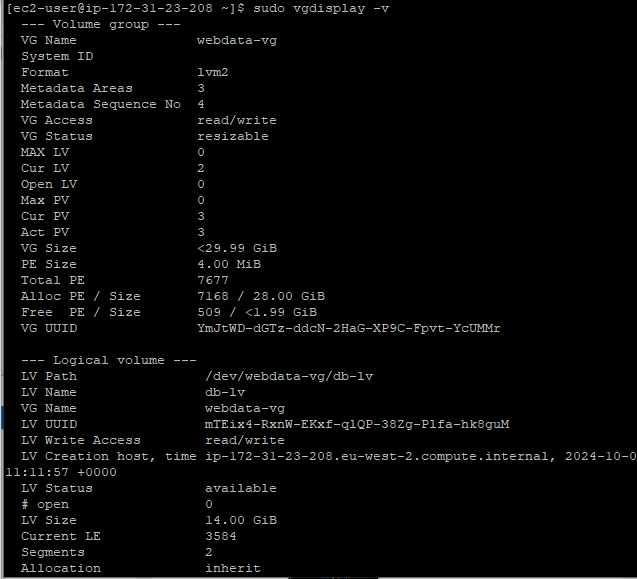 [ec2-user@ip-172-31-23-208 ~]$ sudo vgdisplay -v
--- Volume group ---
VG Name webdata-vg
System ID
Format lvm2
Metadata Areas 3
Metadata Sequence No 4
VG Access read/write
VG Status resizable
MAX LV 0
Cur LV 2
Open LV 0
Max PV 0
Cur PV 3
Act PV 3
VG Size <29.99 GiB
PE Size 4.00 MiB
Total PE 7677
Alloc PE / Size 7168 / 28.00 GiB
Free PE / Size 509 / <1.99 GiB
VG UUID YmJtWD-dGTz-ddcN-2HaG-XP9C-Fpvt-YcUMMr
--- Logical volume ---
LV Path /dev/webdata-vg/db-lv
LV Name db-lv
VG Name webdata-vg
LV UUID mTEix4-RxnW-EKxf-qlQP-38Zg-Plfa-hk8guM
LV Write Access read/write
LV Creation host, time ip-172-31-23-208.eu-west-2.compute.internal, 2024-10-0
11:11:57 +0000
LV Status available
# open 0
LV Size 14.00 GiB
Current LE 3584
Segments 2
Allocation inherit